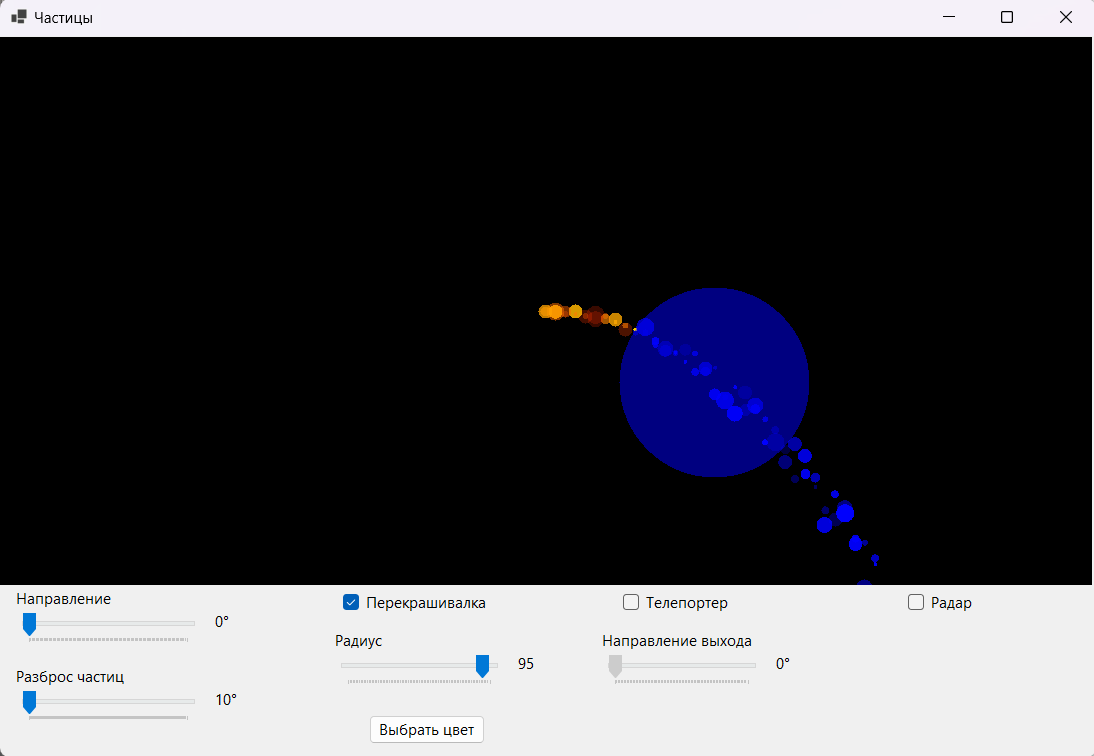 Частицы
Направление
0°
Разброс частиц
10°
Перекрашивалка
Радиус
95
Выбрать цвет
Телепортер
Направление выхода
0°
Радар